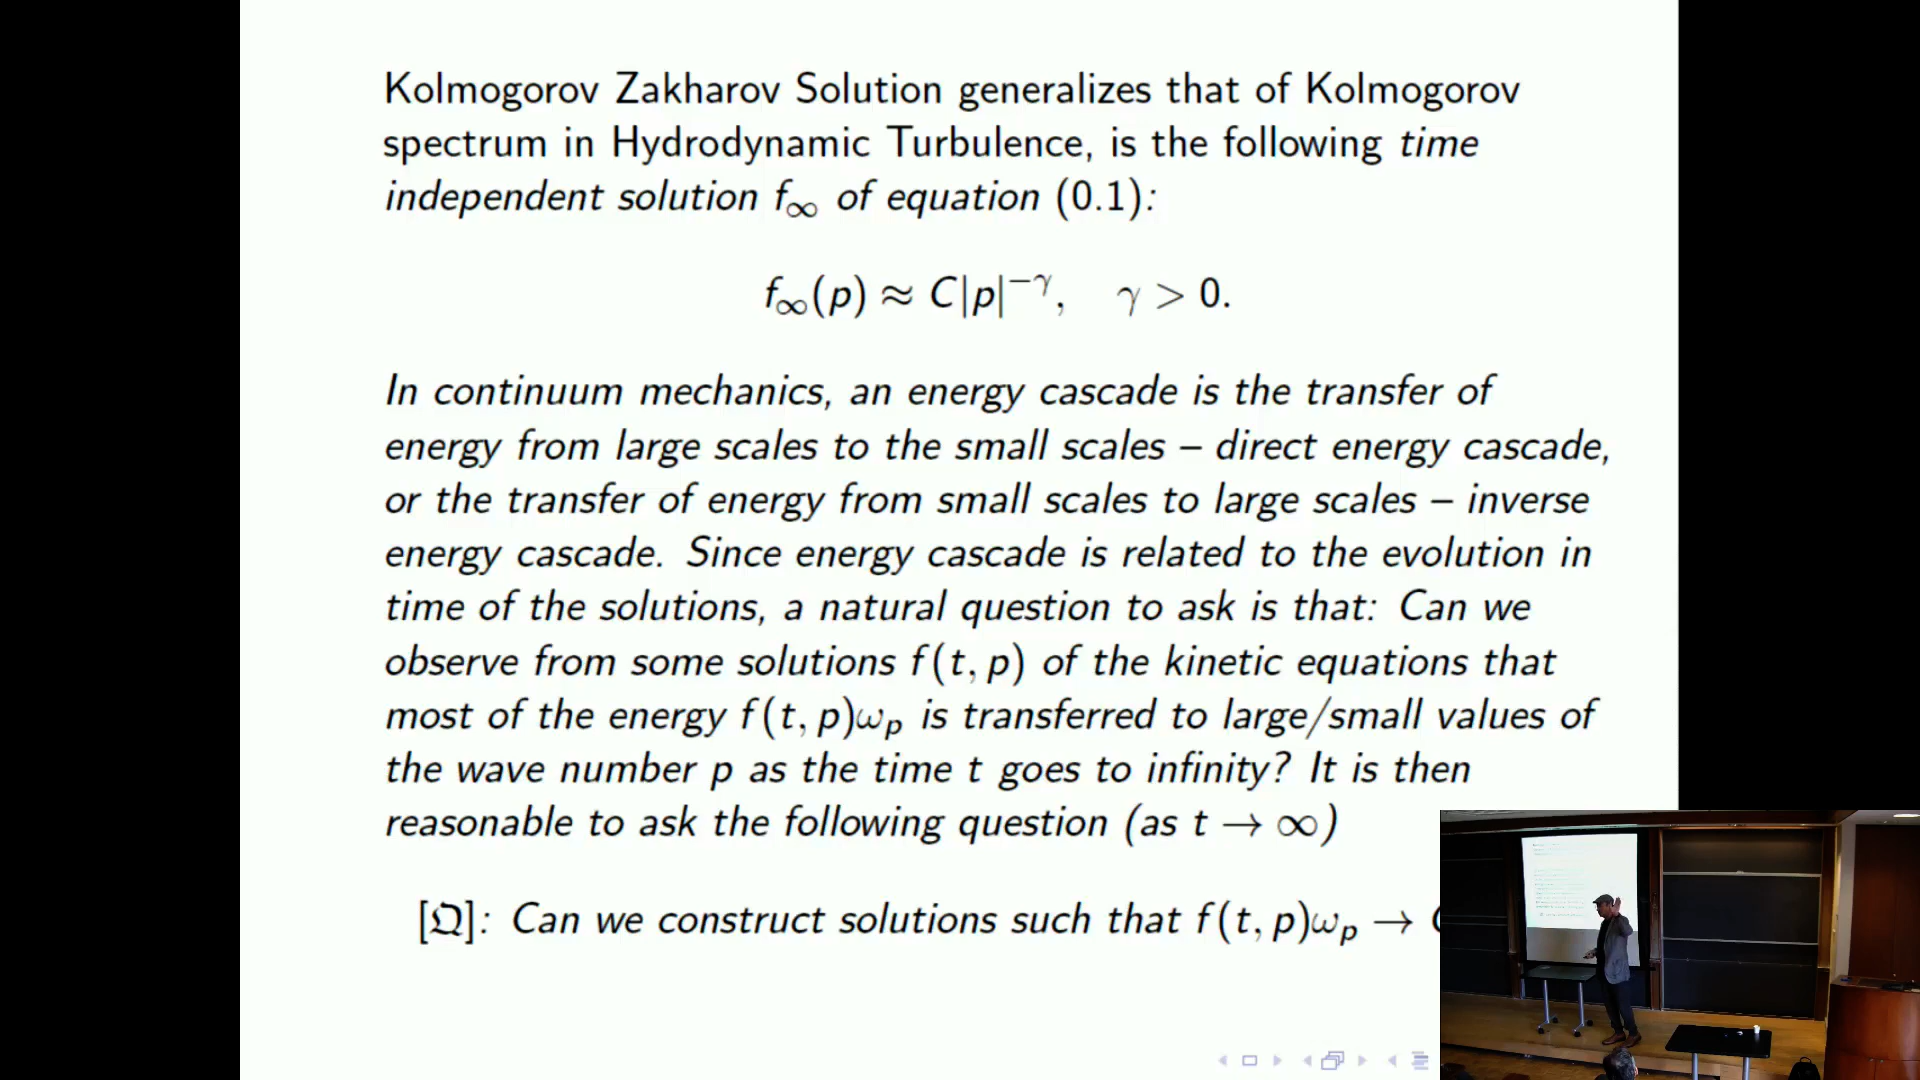 Kolmogorov Zakharov Solution generalizes that of Kolmogorov
spectrum in Hydrodynamic Turbulence, is the following time
independent solution f∞ of equation (0.1):
f∞(p) ≈ C|p|^{−γ}, γ > 0.
In continuum mechanics, an energy cascade is the transfer of
energy from large scales to the small scales – direct energy cascade,
or the transfer of energy from small scales to large scales – inverse
energy cascade. Since energy cascade is related to the evolution in
time of the solutions, a natural question to ask is that: Can we
observe from some solutions f(t, p) of the kinetic equations that
most of the energy f(t, p)ω_p is transferred to large/small values of
the wave number p as the time t goes to infinity? It is then
reasonable to ask the following question (as t → ∞)
[𝔔]: Can we construct solutions such that f(t, p)ω_p →